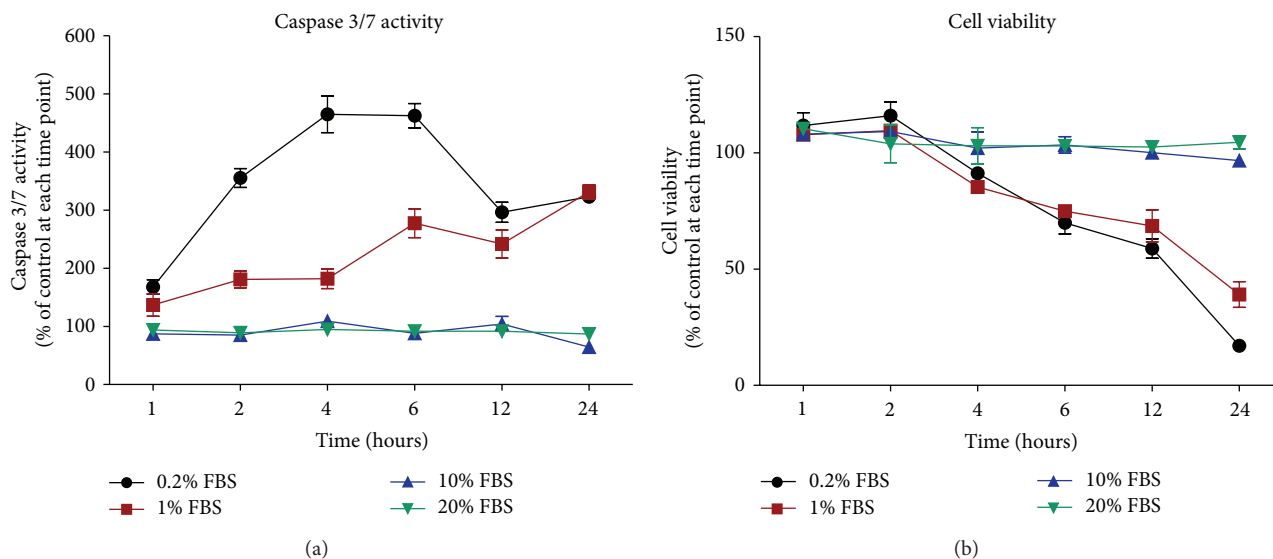 Caspase 3/7 activity
Caspase 3/7 activity
(% of control at each time point)
600
500
400
300
200
100
0
1 2 4 6 12 24
Time (hours)
0.2% FBS 10% FBS
1% FBS 20% FBS
(a)
Cell viability
Cell viability
(% of control at each time point)
150
100
50
0
1 2 4 6 12 24
Time (hours)
0.2% FBS 10% FBS
1% FBS 20% FBS
(b)